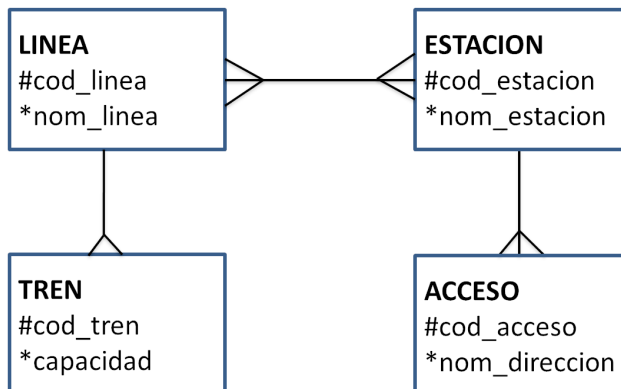 LINEA
#cod_linea
*nom_linea
ESTACION
#cod_estacion
*nom_estacion
TREN
#cod_tren
*capacidad
ACCESO
#cod_acceso
*nom_direccion